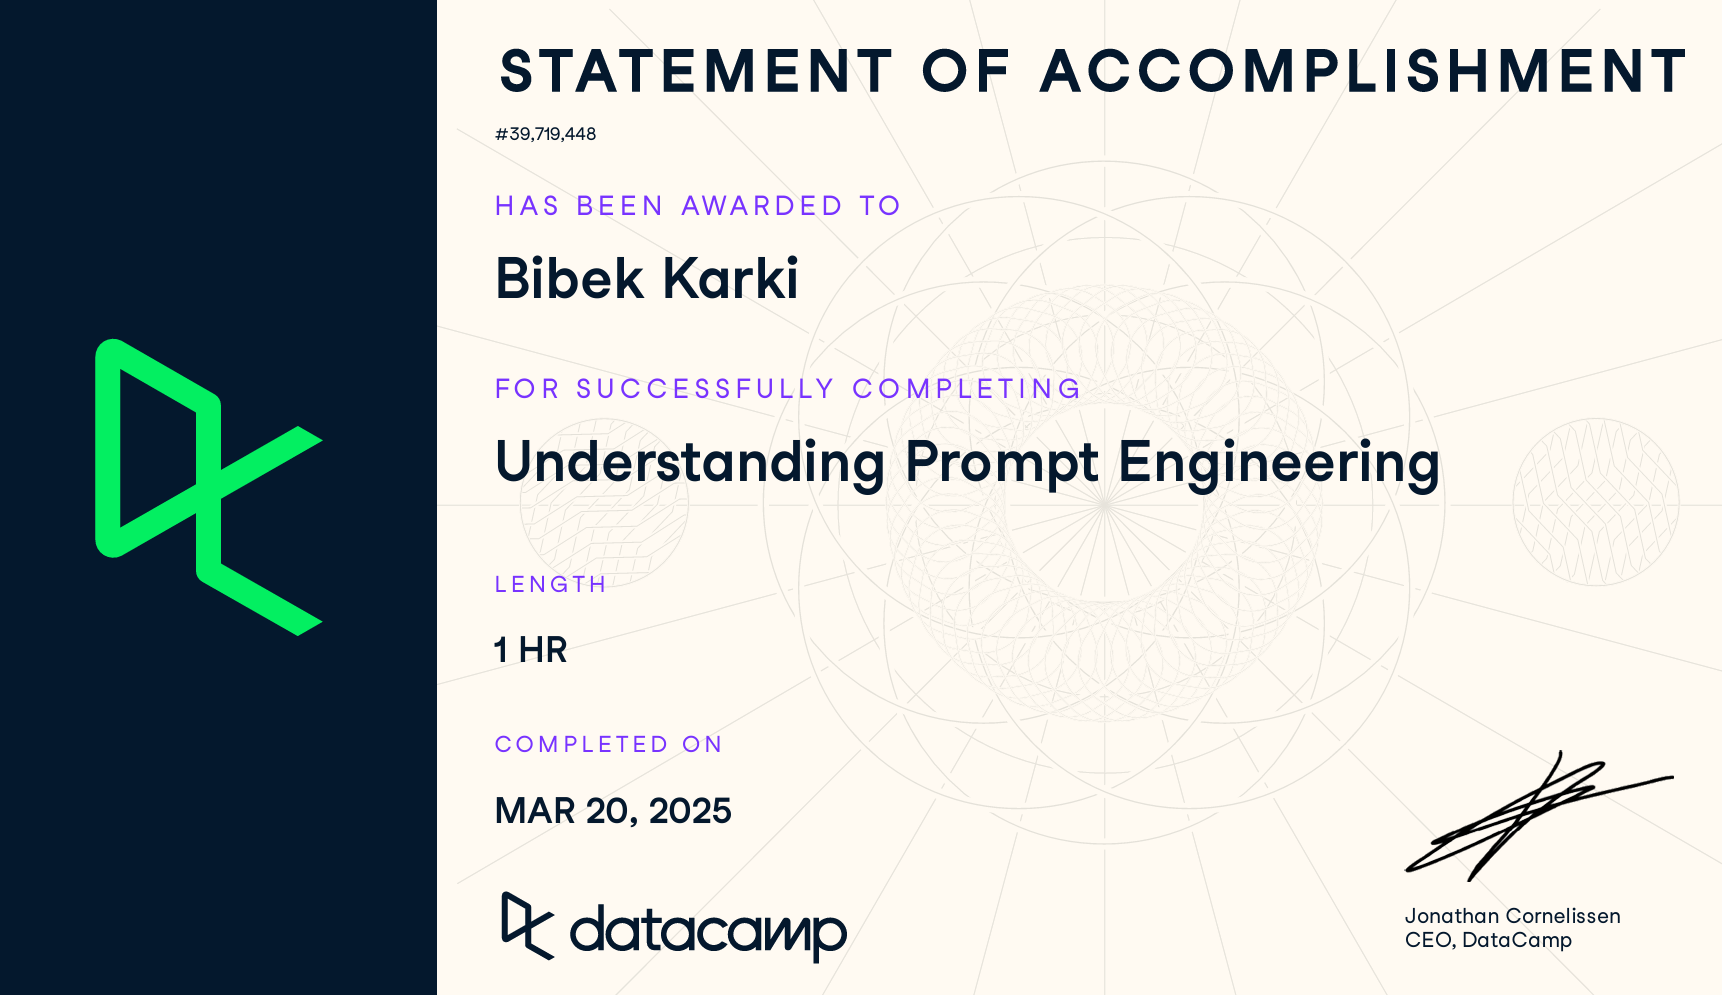 STATEMENT OF ACCOMPLISHMENT
#39,719,448
HAS BEEN AWARDED TO
Bibek Karki
FOR SUCCESSFULLY COMPLETING
Understanding Prompt Engineering
LENGTH
1 HR
COMPLETED ON
MAR 20, 2025
datacamp
Jonathan Cornelissen
CEO, DataCamp